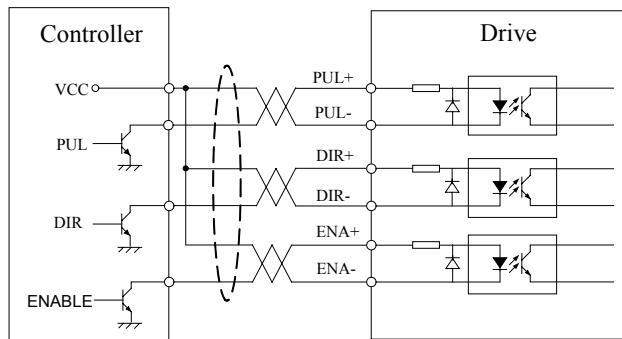 Controller
Drive
VCC
PUL+
PUL-
PUL
DIR+
DIR-
DIR
ENA+
ENA-
ENABLE